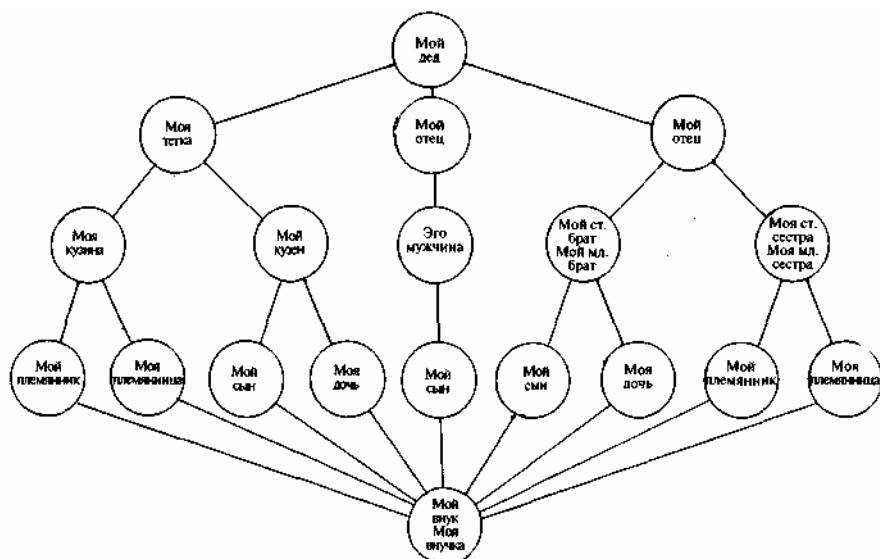 Мой
дед
Моя
тетка
Мой
отец
Мой
отец
Моя
кузина
Мой
кузен
Эго
мужчина
Мой ст.
брат
Мой мл.
брат
Моя ст.
сестра
Моя мл.
сестра
Мой
племянник
Моя
племянница
Мой
сын
Моя
дочь
Мой
сын
Мой
сын
Моя
дочь
Мой
племянник
Моя
племянница
Мой
внук
Моя
внучка